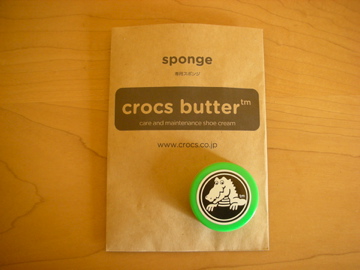 sponge
専用スポンジ
crocs butter™
care and maintenance shoe cream
www.crocs.co.jp